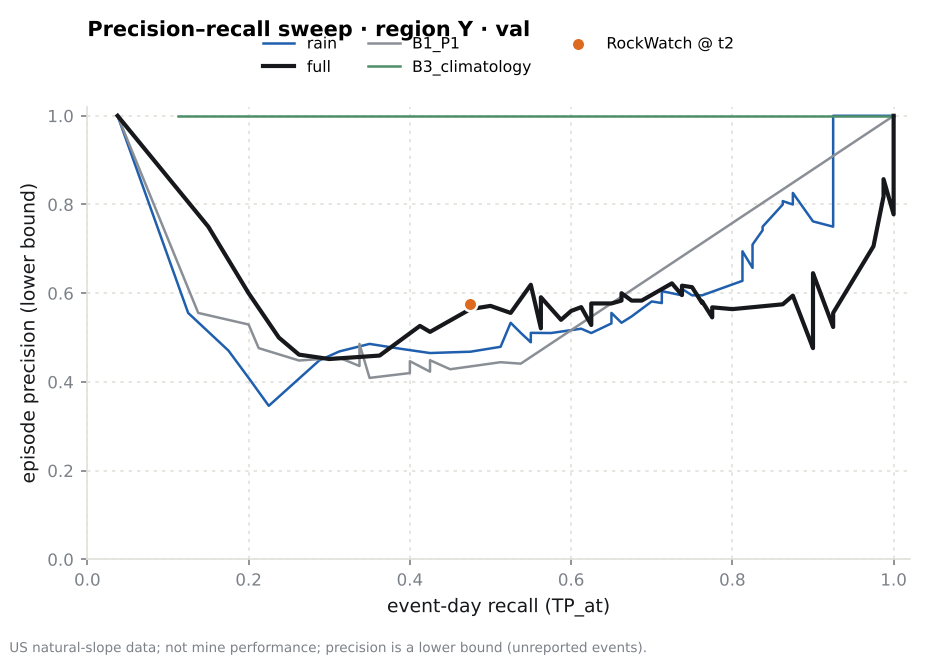 Precision–recall sweep · region Y · val
rain
B1_P1
RockWatch @ t2
full
B3_climatology
episode precision (lower bound)
1.0
0.8
0.6
0.4
0.2
0.0
0.0 0.2 0.4 0.6 0.8 1.0
event-day recall (TP_at)
US natural-slope data; not mine performance; precision is a lower bound (unreported events).